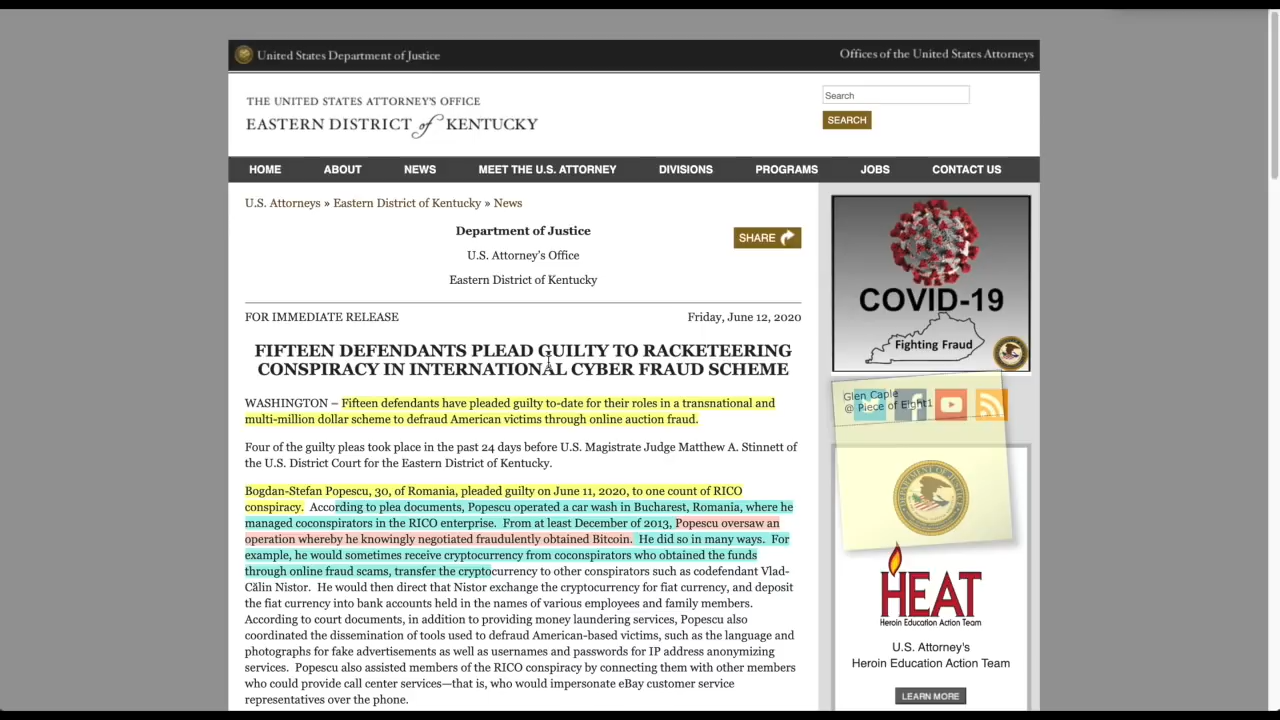 United States Department of Justice
Offices of the United States Attorneys
THE UNITED STATES ATTORNEY'S OFFICE
EASTERN DISTRICT of KENTUCKY
Search
SEARCH
HOME ABOUT NEWS MEET THE U.S. ATTORNEY DIVISIONS PROGRAMS JOBS CONTACT US
U.S. Attorneys » Eastern District of Kentucky » News
Department of Justice
SHARE
U.S. Attorney's Office
Eastern District of Kentucky
FOR IMMEDIATE RELEASE
Friday, June 12, 2020
FIFTEEN DEFENDANTS PLEAD GUILTY TO RACKETEERING
CONSPIRACY IN INTERNATIONAL CYBER FRAUD SCHEME
WASHINGTON – Fifteen defendants have pleaded guilty to-date for their roles in a transnational and
multi-million dollar scheme to defraud American victims through online auction fraud.
Four of the guilty pleas took place in the past 24 days before U.S. Magistrate Judge Matthew A. Stinnett of
the U.S. District Court for the Eastern District of Kentucky.
Bogdan-Stefan Popescu, 30, of Romania, pleaded guilty on June 11, 2020, to one count of RICO
conspiracy. According to plea documents, Popescu operated a car wash in Bucharest, Romania, where he
managed coconspirators in the RICO enterprise. From at least December of 2013, Popescu oversaw an
operation whereby he knowingly negotiated fraudulently obtained Bitcoin. He did so in many ways. For
example, he would sometimes receive cryptocurrency from coconspirators who obtained the funds
through online fraud scams, transfer the cryptocurrency to other conspirators such as codefendant Vlad-
Călin Nistor. He would then direct that Nistor exchange the cryptocurrency for fiat currency, and deposit
the fiat currency into bank accounts held in the names of various employees and family members.
According to court documents, in addition to providing money laundering services, Popescu also
coordinated the dissemination of tools used to defraud American-based victims, such as the language and
photographs for fake advertisements as well as usernames and passwords for IP address anonymizing
services. Popescu also assisted members of the RICO conspiracy by connecting them with other members
who could provide call center services—that is, who would impersonate eBay customer service
representatives over the phone.
COVID-19
Fighting Fraud
Glen Caple
@ Piece of Eight1
HEAT
Heroin Education Action Team
U.S. Attorney's
Heroin Education Action Team
LEARN MORE